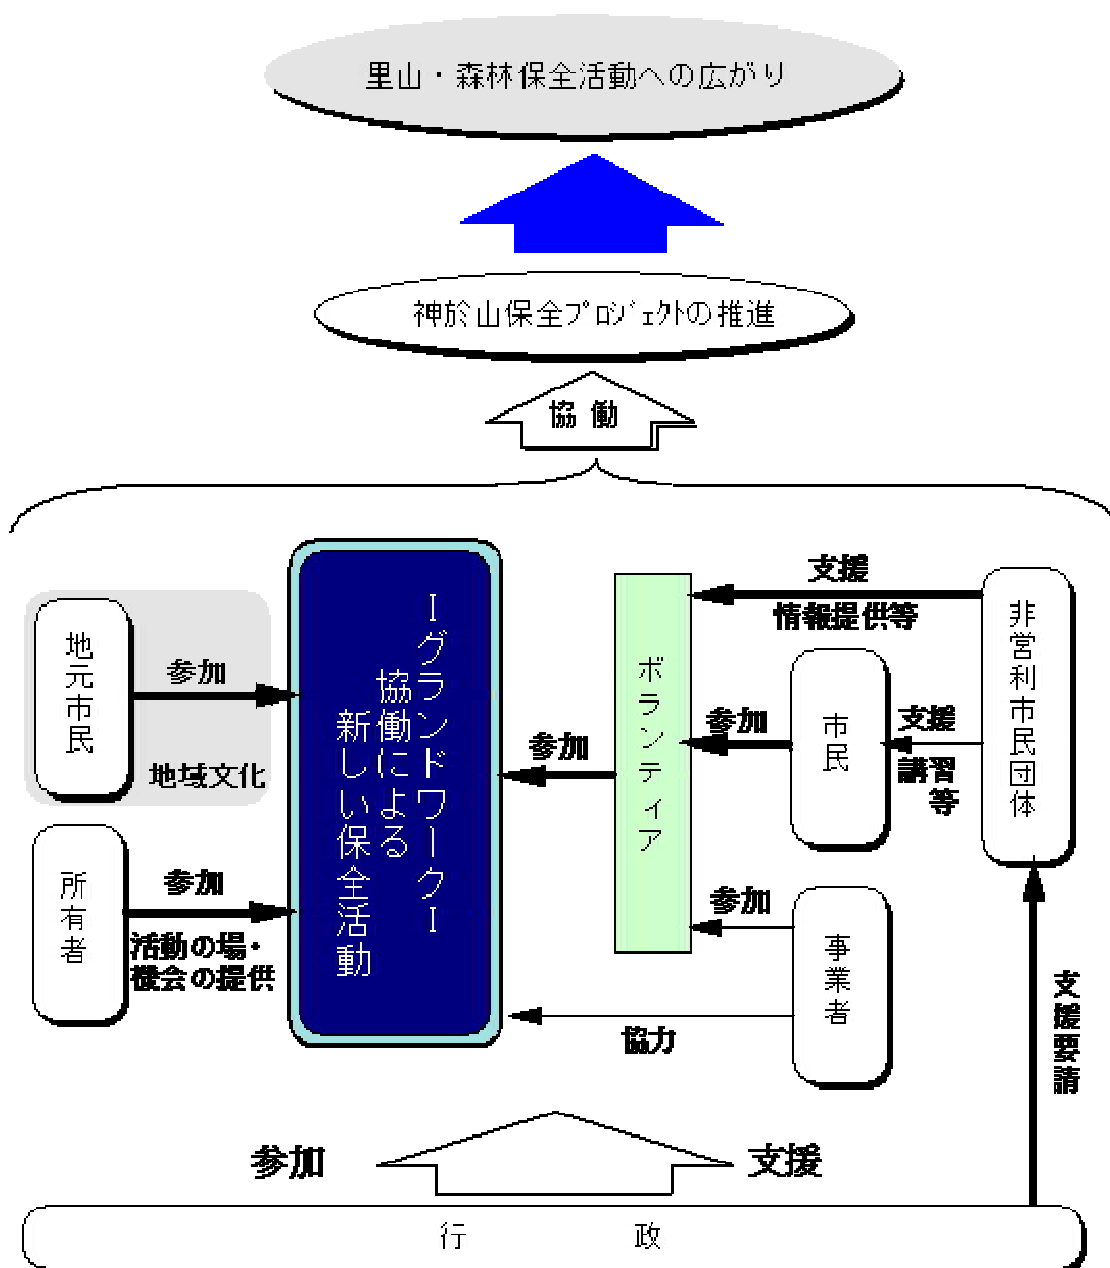 里山・森林保全活動への広がり
神於山保全プロジェクトの推進
協働
支援
情報提供等
非営利市民団体
地元市民
参加
地域文化
Iグランドワーク I
協働による
新しい保全活動
参加
ボランティア
参加
市民
支援
講習
等
所有者
参加
活動の場・
機会の提供
参加
事業者
協力
支援要請
参加
支援
行政